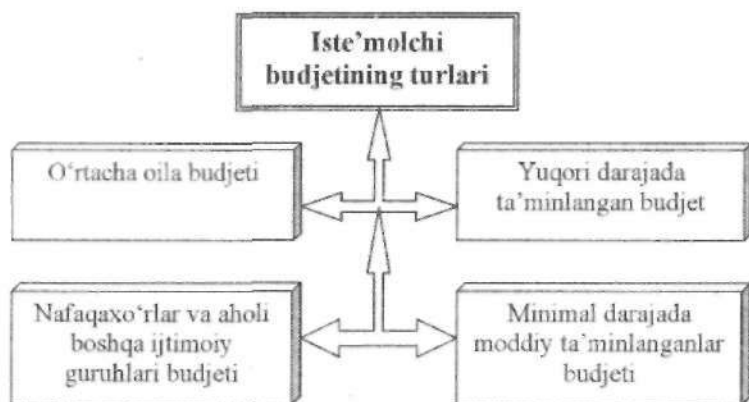 Iste’molchi
budjetining turlari
O‘rtacha oila budjeti
Yuqori darajada
ta’minlangan budjet
Nafaqaxo‘rlar va aholi
boshqa ijtimoiy
guruhlari budjeti
Minimal darajada
moddiy ta’minlanganlar
budjeti